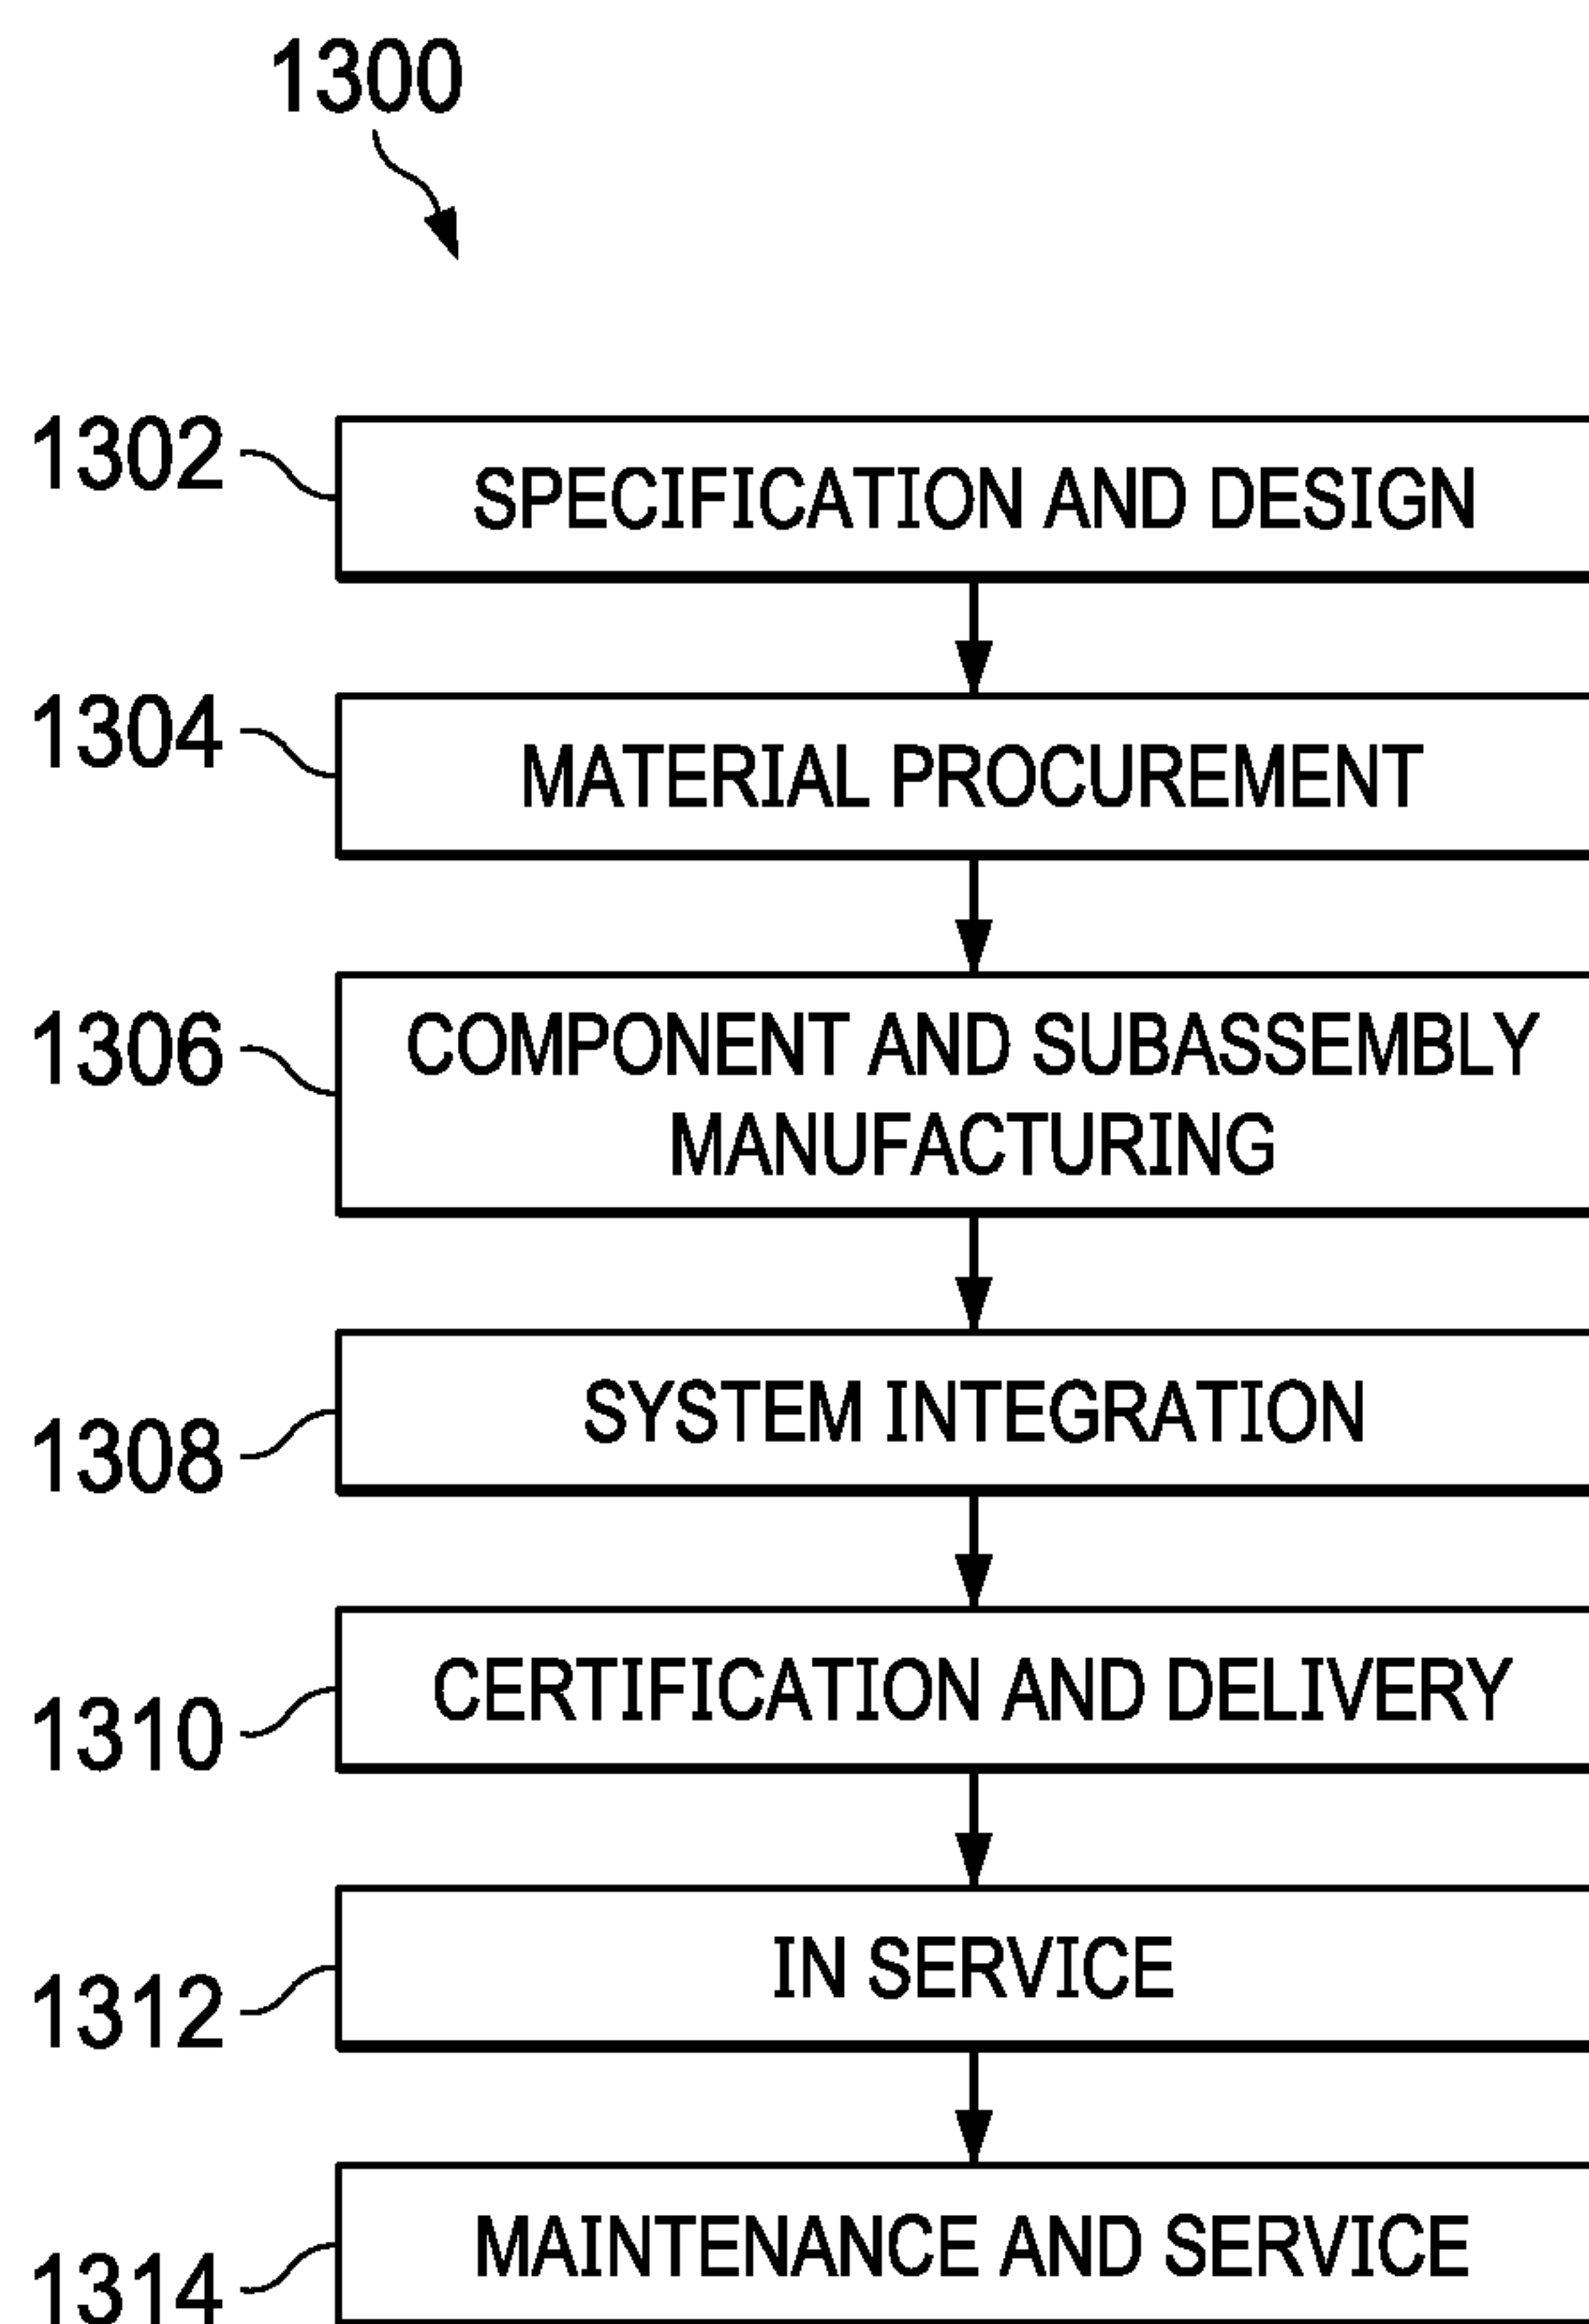 1300
1302
SPECIFICATION AND DESIGN
1304
MATERIAL PROCUREMENT
1306
COMPONENT AND SUBASSEMBLY
MANUFACTURING
1308
SYSTEM INTEGRATION
1310
CERTIFICATION AND DELIVERY
1312
IN SERVICE
1314
MAINTENANCE AND SERVICE